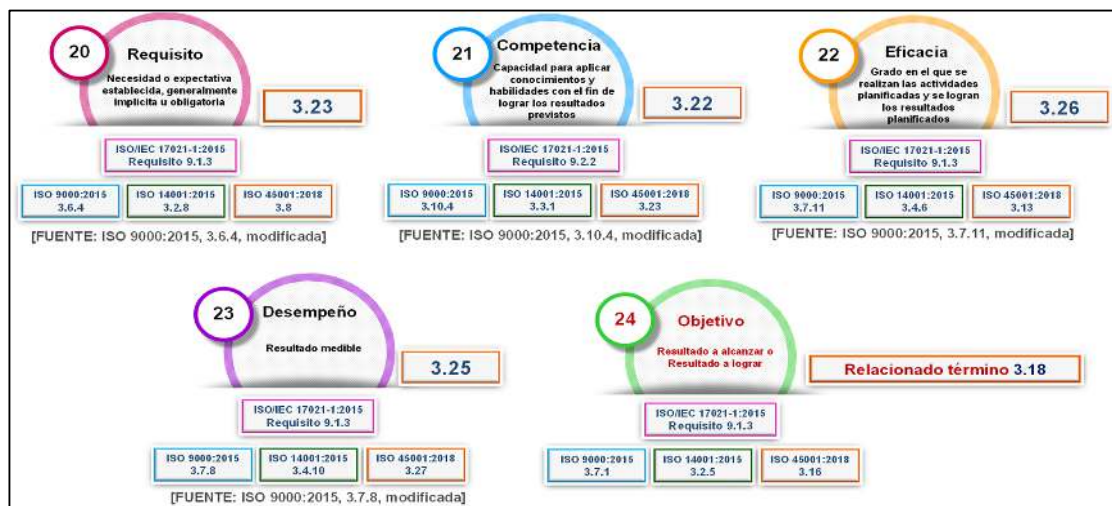 20
Requisito
Necesidad o expectativa
establecida, generalmente
implícita u obligatoria
3.23
ISO/IEC 17021-1:2015
Requisito 9.1.3
ISO 9000:2015
3.6.4
ISO 14001:2015
3.2.8
ISO 45001:2018
3.8
[FUENTE: ISO 9000:2015, 3.6.4, modificada]
21
Competencia
Capacidad para aplicar
conocimientos y
habilidades con el fin de
lograr los resultados
previstos
3.22
ISO/IEC 17021-1:2015
Requisito 9.2.2
ISO 9000:2015
3.10.4
ISO 14001:2015
3.3.1
ISO 45001:2018
3.23
[FUENTE: ISO 9000:2015, 3.10.4, modificada]
22
Eficacia
Grado en el que se
realizan las actividades
planificadas y se logran
los resultados
planificados
3.26
ISO/IEC 17021-1:2015
Requisito 9.1.3
ISO 9000:2015
3.7.11
ISO 14001:2015
3.4.6
ISO 45001:2018
3.13
[FUENTE: ISO 9000:2015, 3.7.11, modificada]
23
Desempeño
Resultado medible
3.25
ISO/IEC 17021-1:2015
Requisito 9.1.3
ISO 9000:2015
3.7.8
ISO 14001:2015
3.4.10
ISO 45001:2018
3.27
[FUENTE: ISO 9000:2015, 3.7.8, modificada]
24
Objetivo
Resultado a alcanzar o
Resultado a lograr
Relacionado término 3.18
ISO/IEC 17021-1:2015
Requisito 9.1.3
ISO 9000:2015
3.7.1
ISO 14001:2015
3.2.5
ISO 45001:2018
3.16